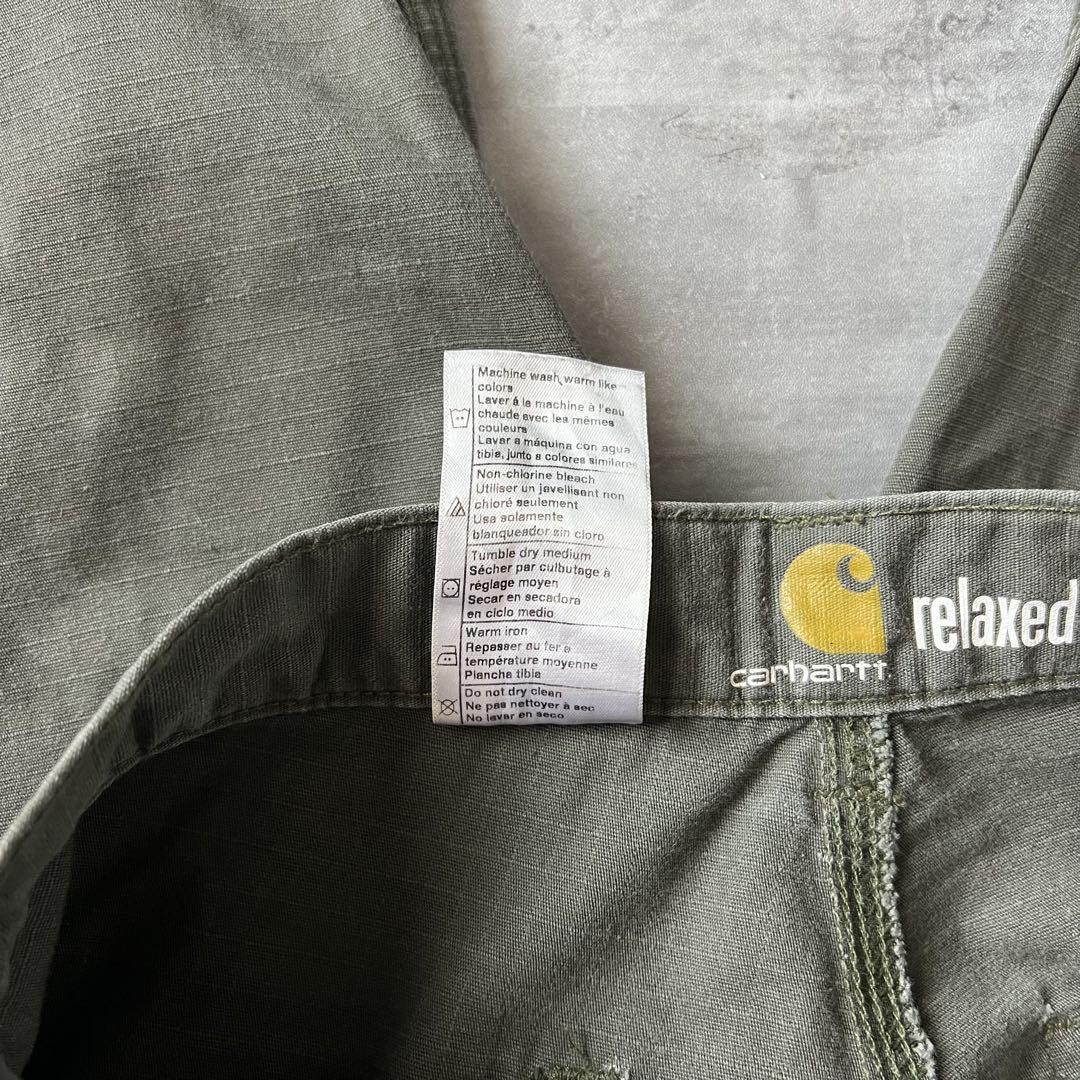 Machine wash warm like
colors
Laver á la machine à l'eau
chaude avec les mêmes
couleurs
Lavar a máquina con agua
tibia, junto a colores similares
Non-chlorine bleach
Utiliser un javellisant non
chloré seulement
Usa solamente
blanqueador sin cloro
Tumble dry medium
Sécher par culbutage à
réglage moyen
Secar en secadora
en ciclo medio
Warm iron
Repasser au fer a
température moyenne
Plancha tibia
Do not dry clean
Ne pas nettoyer à sec
No lavar en seco
carhartt
relaxed